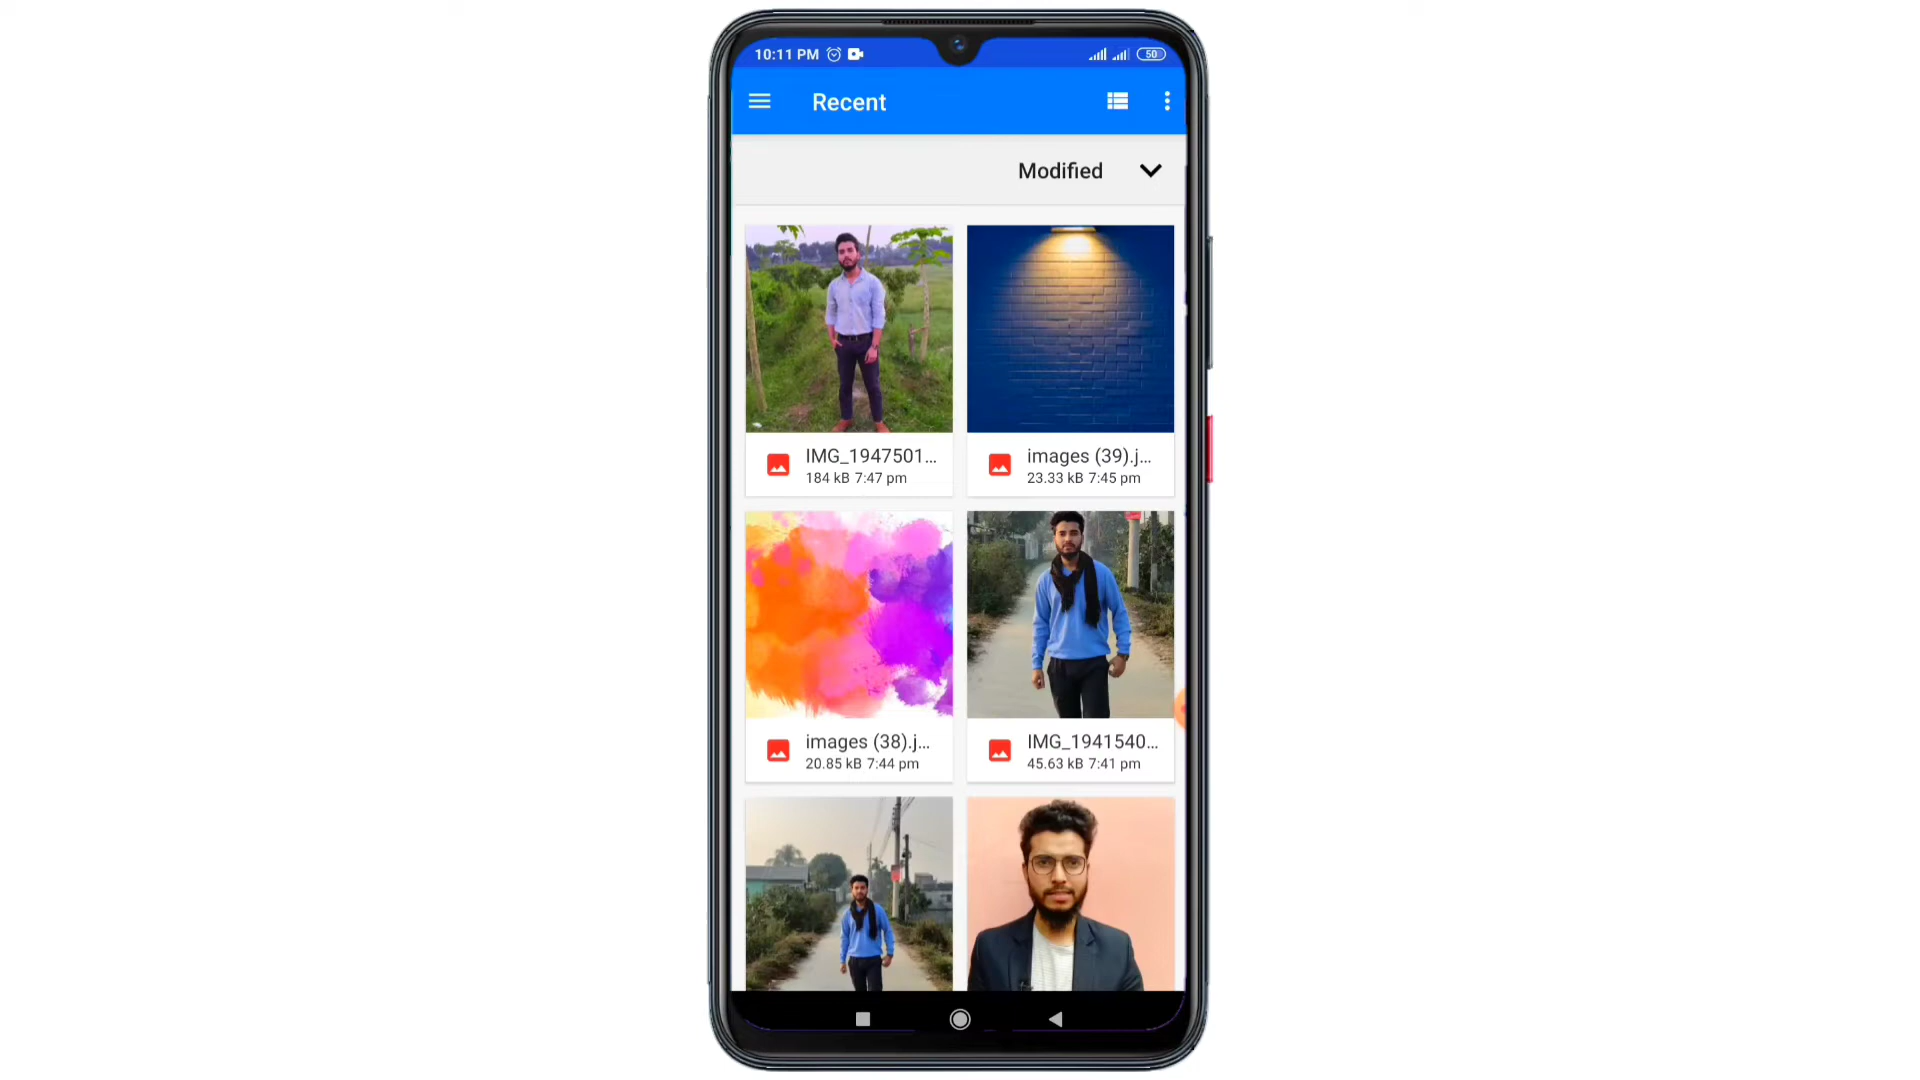 10:11 PM
50
Recent
Modified
IMG_1947501...
184 kB 7:47 pm
images (39).j...
23.33 kB 7:45 pm
images (38).j...
20.85 kB 7:44 pm
IMG_1941540...
45.63 kB 7:41 pm